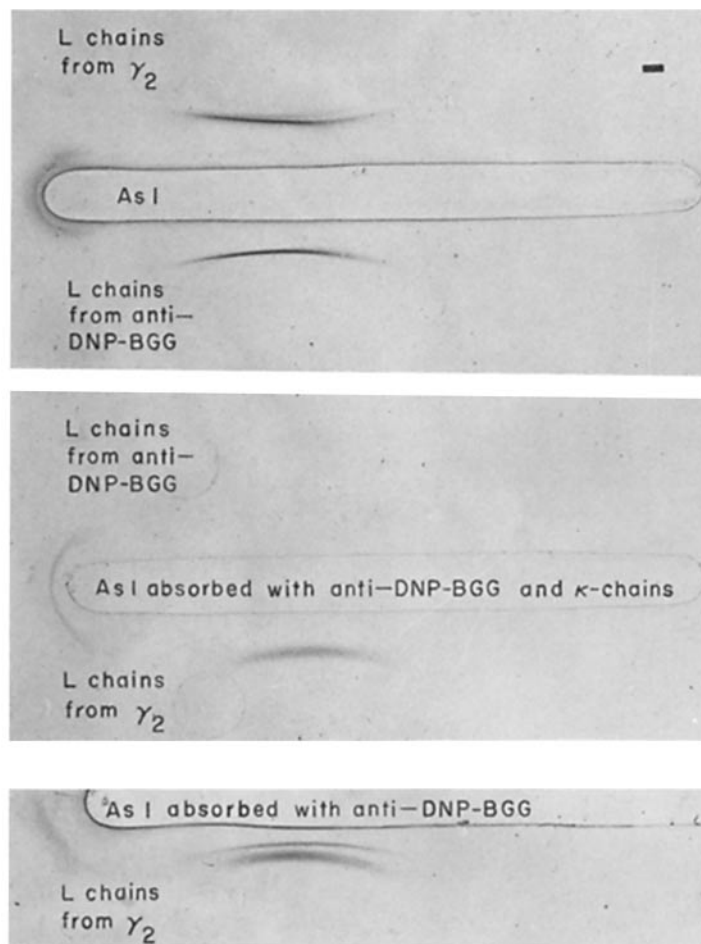 L chains
from γ2
As I
L chains
from anti–
DNP-BGG
L chains
from anti–
DNP-BGG
As I absorbed with anti–DNP-BGG and κ-chains
L chains
from γ2
As I absorbed with anti–DNP-BGG
L chains
from γ2